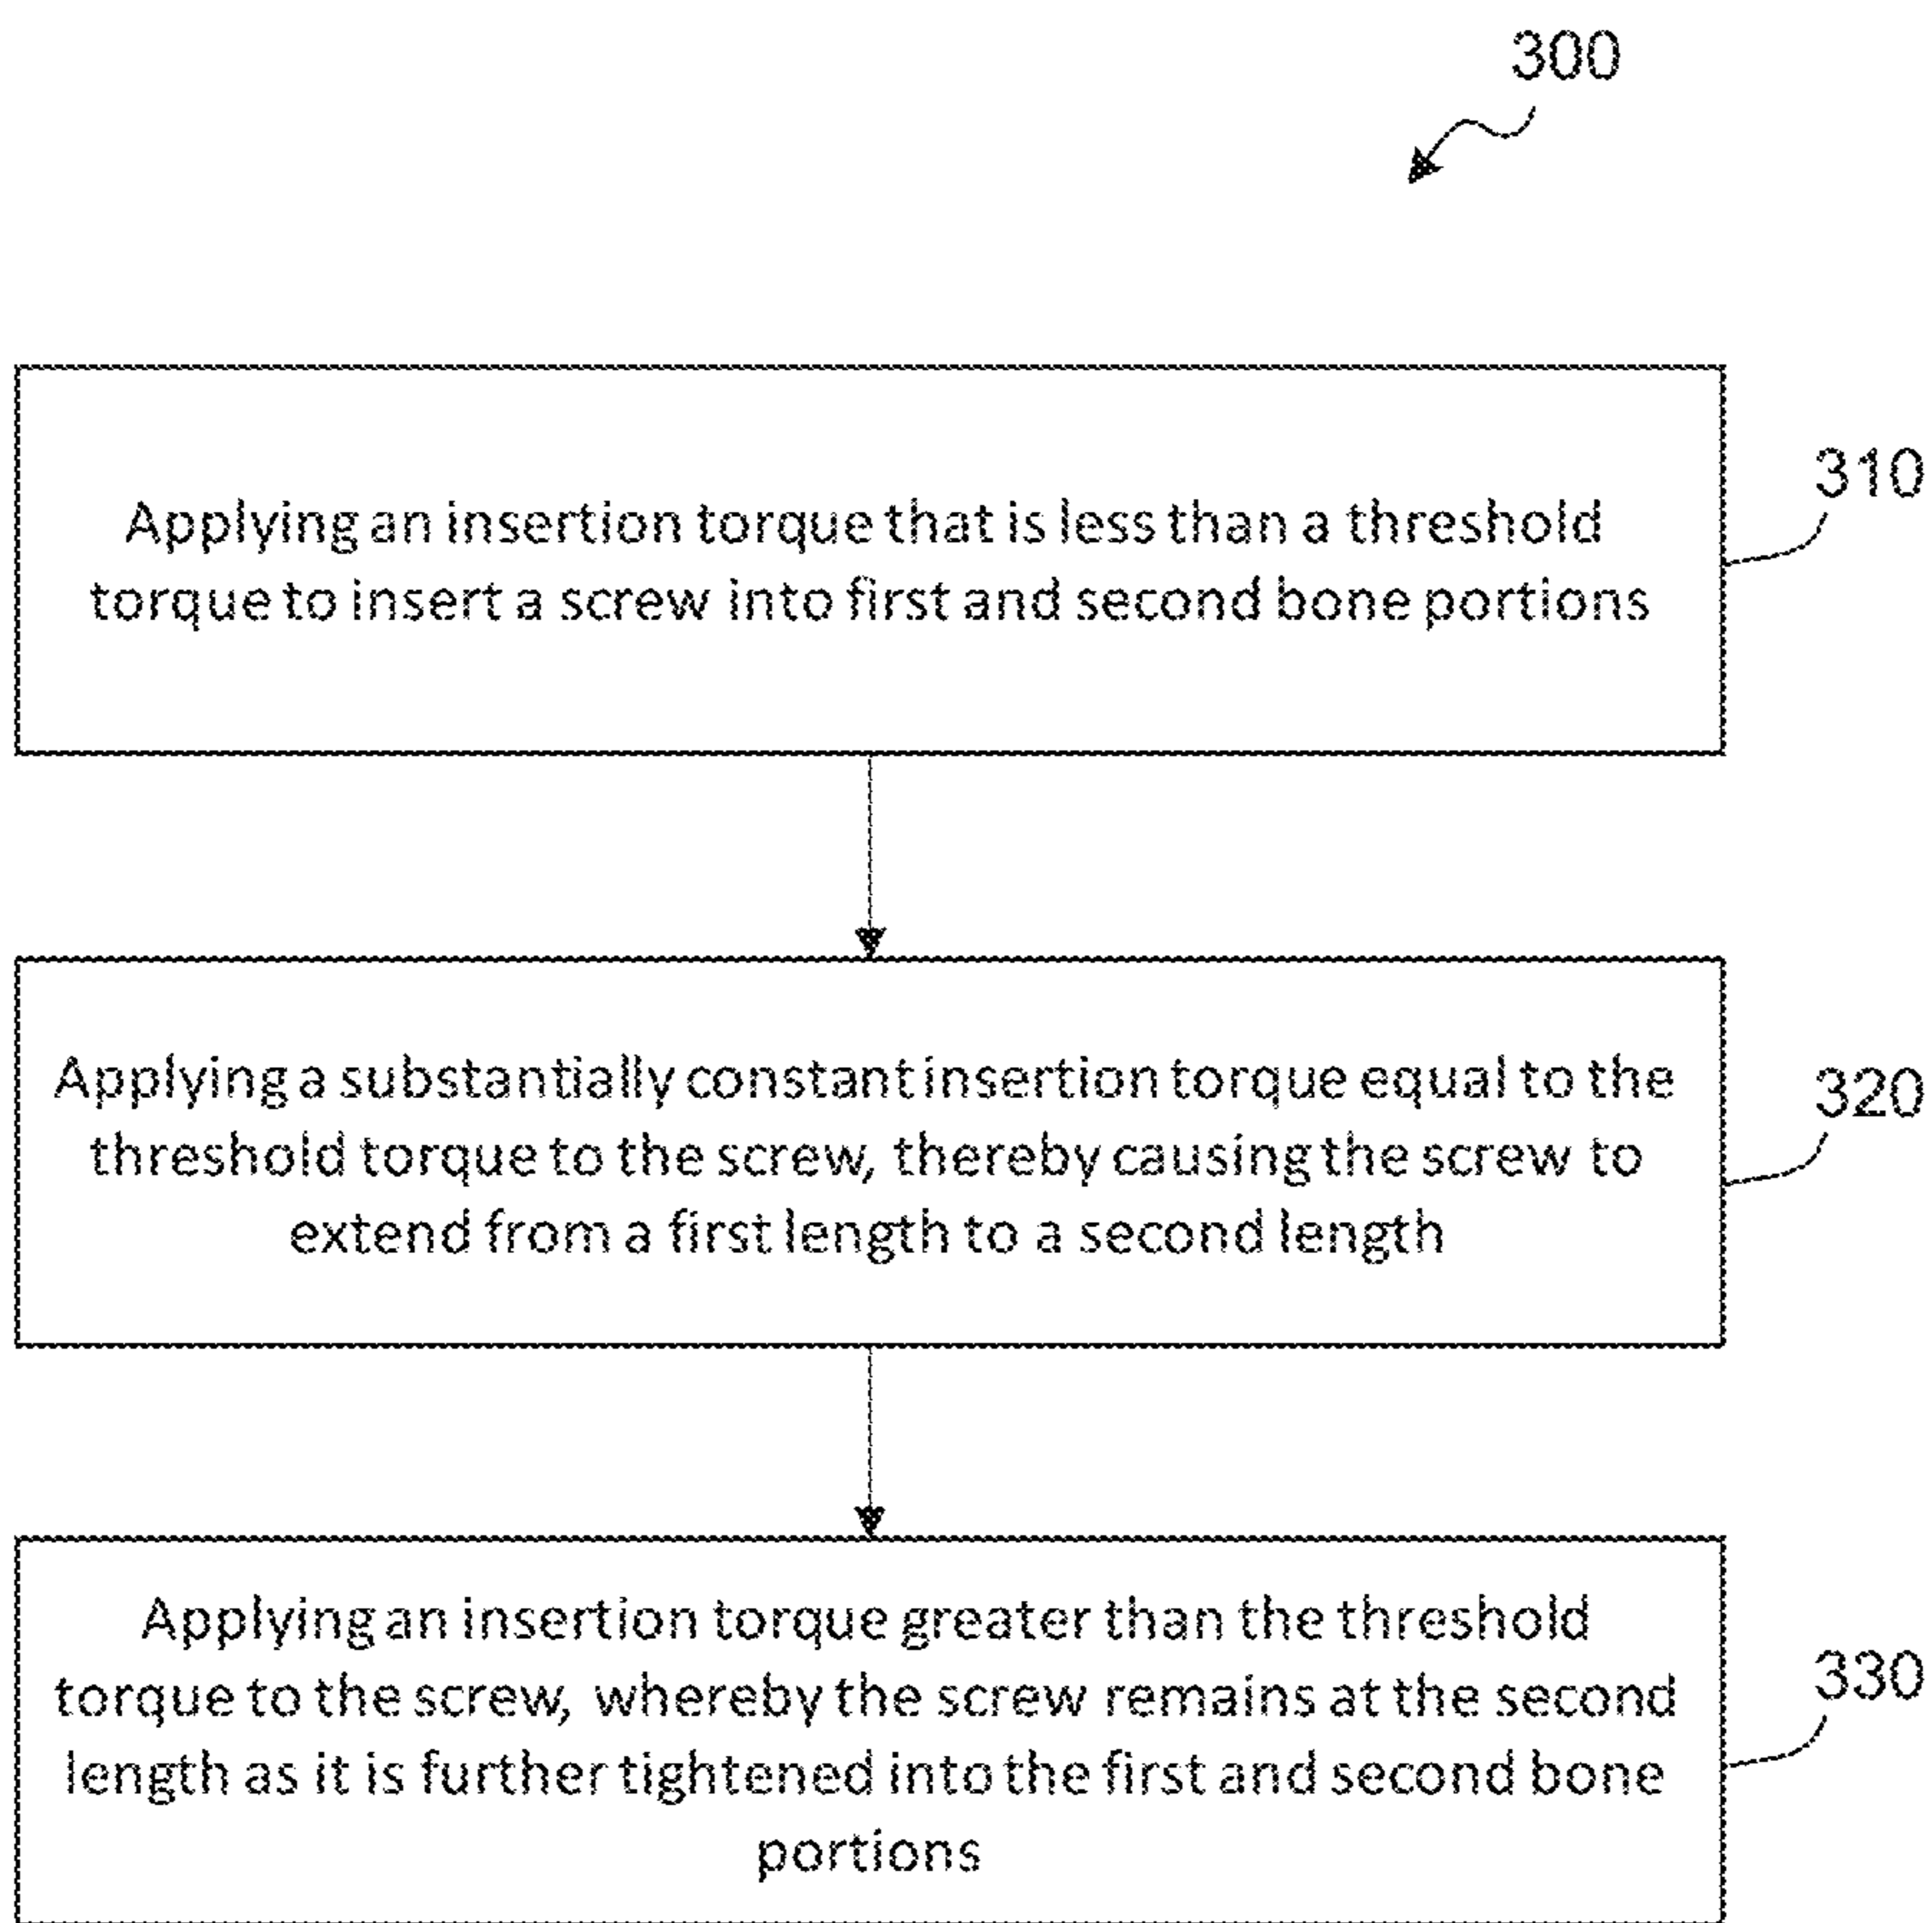 300
Applying an insertion torque that is less than a threshold
torque to insert a screw into first and second bone portions
310
Applying a substantially constant insertion torque equal to the
threshold torque to the screw, thereby causing the screw to
extend from a first length to a second length
320
Applying an insertion torque greater than the threshold
torque to the screw, whereby the screw remains at the second
length as it is further tightened into the first and second bone
portions
330